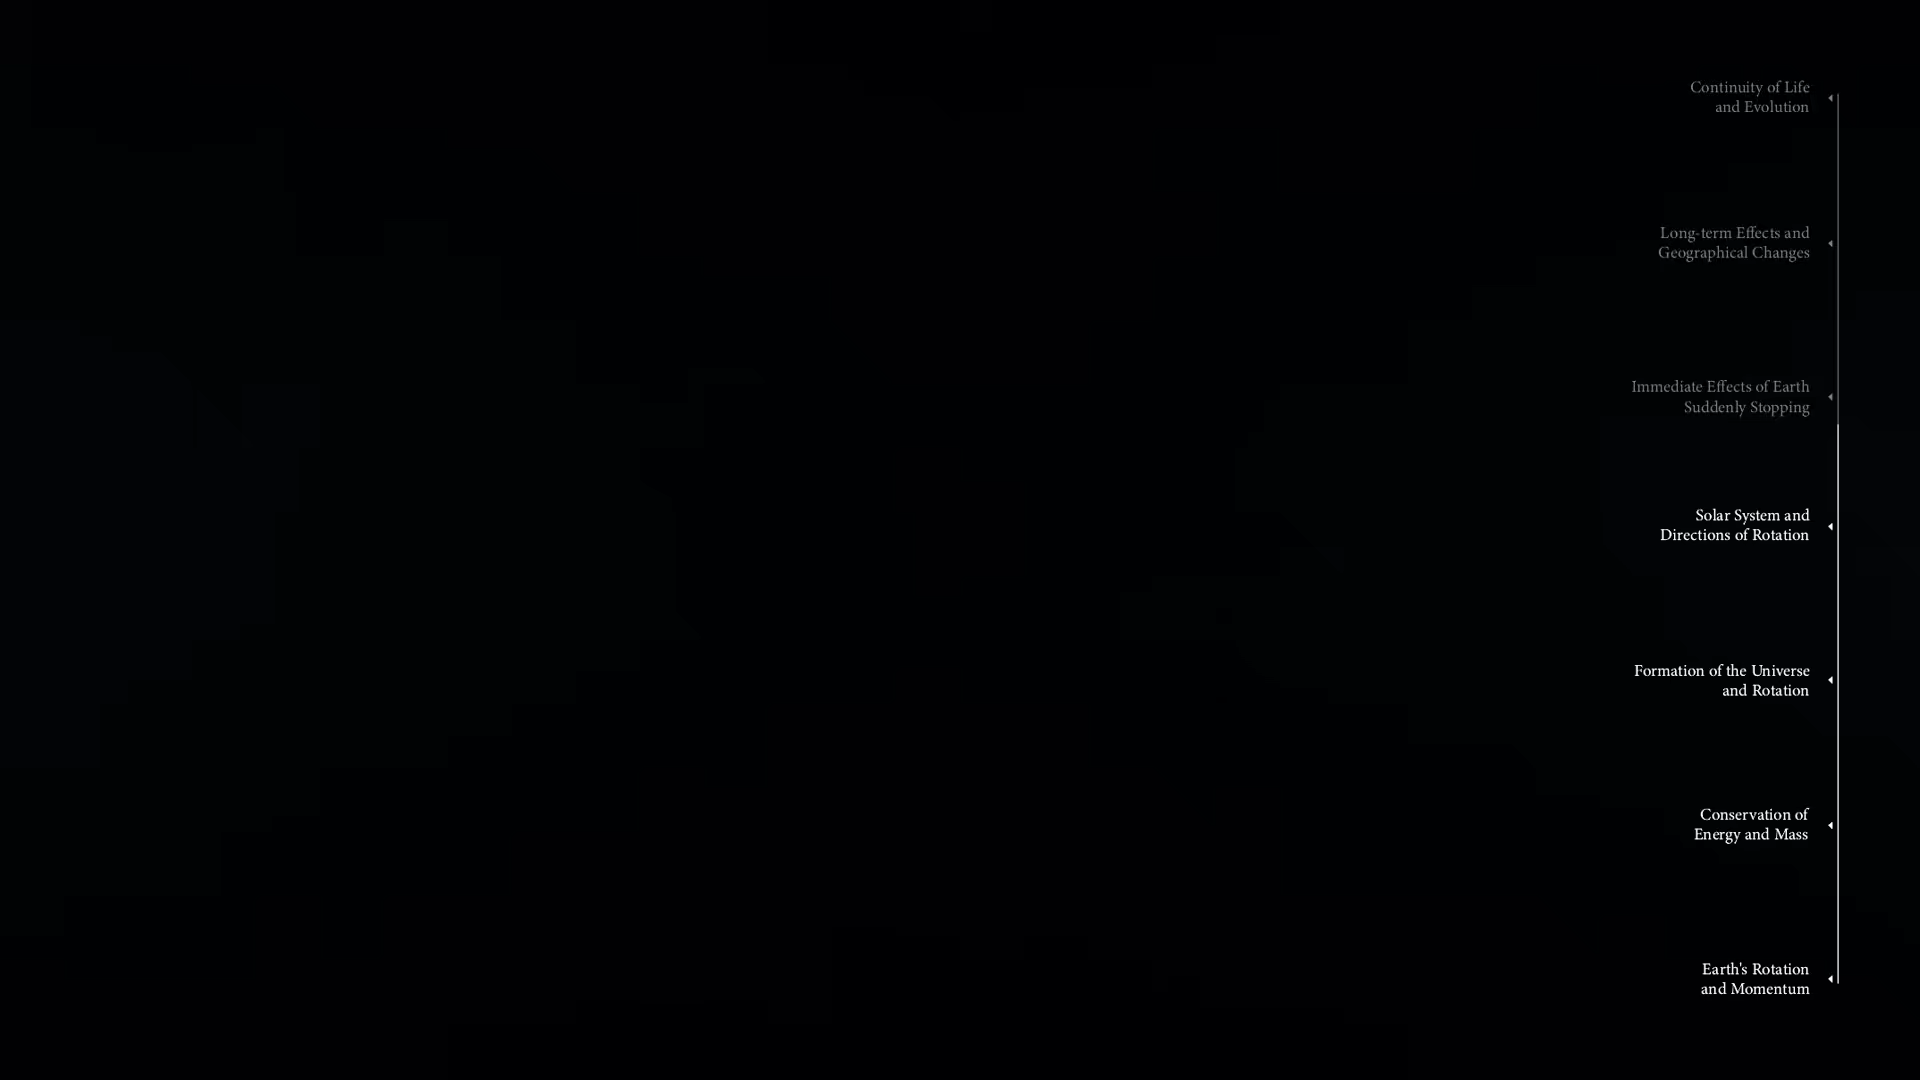 Continuity of Life
and Evolution
Long-term Effects and
Geographical Changes
Immediate Effects of Earth
Suddenly Stopping
Solar System and
Directions of Rotation
Formation of the Universe
and Rotation
Conservation of
Energy and Mass
Earth's Rotation
and Momentum